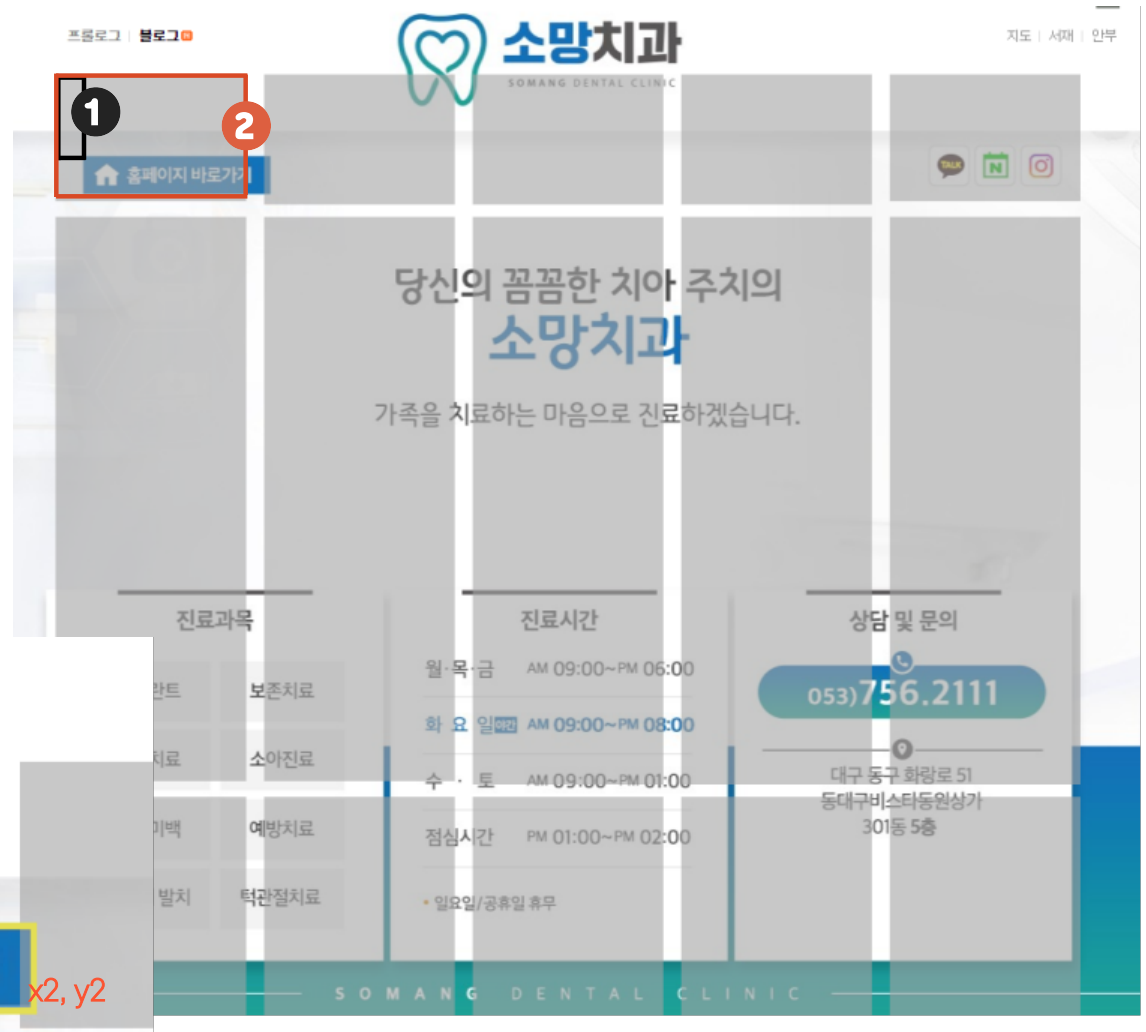 프롤로그 | 블로그
지도 | 서재 | 안부
소망치과
SOMANG DENTAL CLINIC
1
2
홈페이지 바로가기
TALK
N
당신의 꼼꼼한 치아 주치의
소망치과
가족을 치료하는 마음으로 진료하겠습니다.
진료과목
란트 보존치료
치료 소아진료
미백 예방치료
발치 턱관절치료
진료시간
월·목·금 AM 09:00~PM 06:00
화 요 일 야간 AM 09:00~PM 08:00
수 · 토 AM 09:00~PM 01:00
점심시간 PM 01:00~PM 02:00
• 일요일/공휴일 휴무
상담 및 문의
053)756.2111
대구 동구 화랑로 51
동대구비스타동원상가
301동 5층
x2, y2
SOMANG DENTAL CLINIC